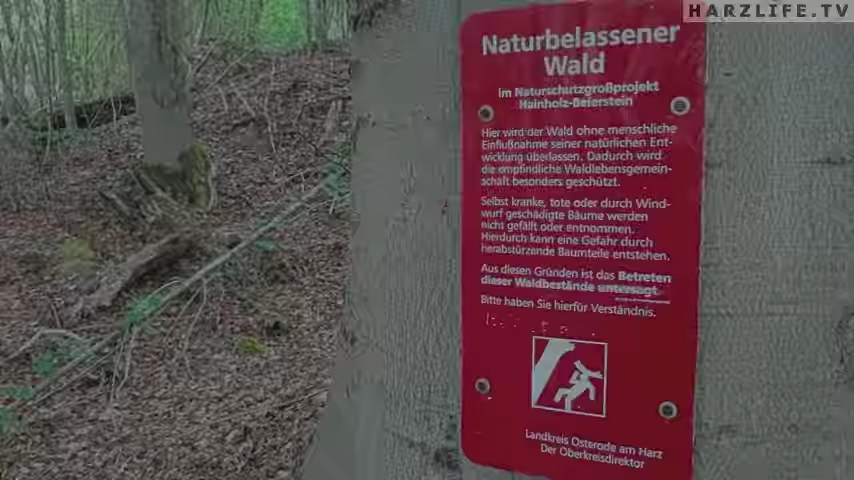 HARZLIFE.TV
Naturbelassener
Wald
im Naturschutzgroßprojekt
Hainholz-Beierstein
Hier wird der Wald ohne menschliche
Einflußnahme seiner natürlichen Ent-
wicklung überlassen. Dadurch wird
die empfindliche Waldlebensgemein-
schaft besonders geschützt.
Selbst kranke, tote oder durch Wind-
wurf geschädigte Bäume werden
nicht gefällt oder entnommen.
Hierdurch kann eine Gefahr durch
herabstürzende Baumteile entstehen.
Aus diesen Gründen ist das Betreten
dieser Waldbestände untersagt.
Bitte haben Sie hierfür Verständnis.
Landkreis Osterode am Harz
Der Oberkreisdirektor